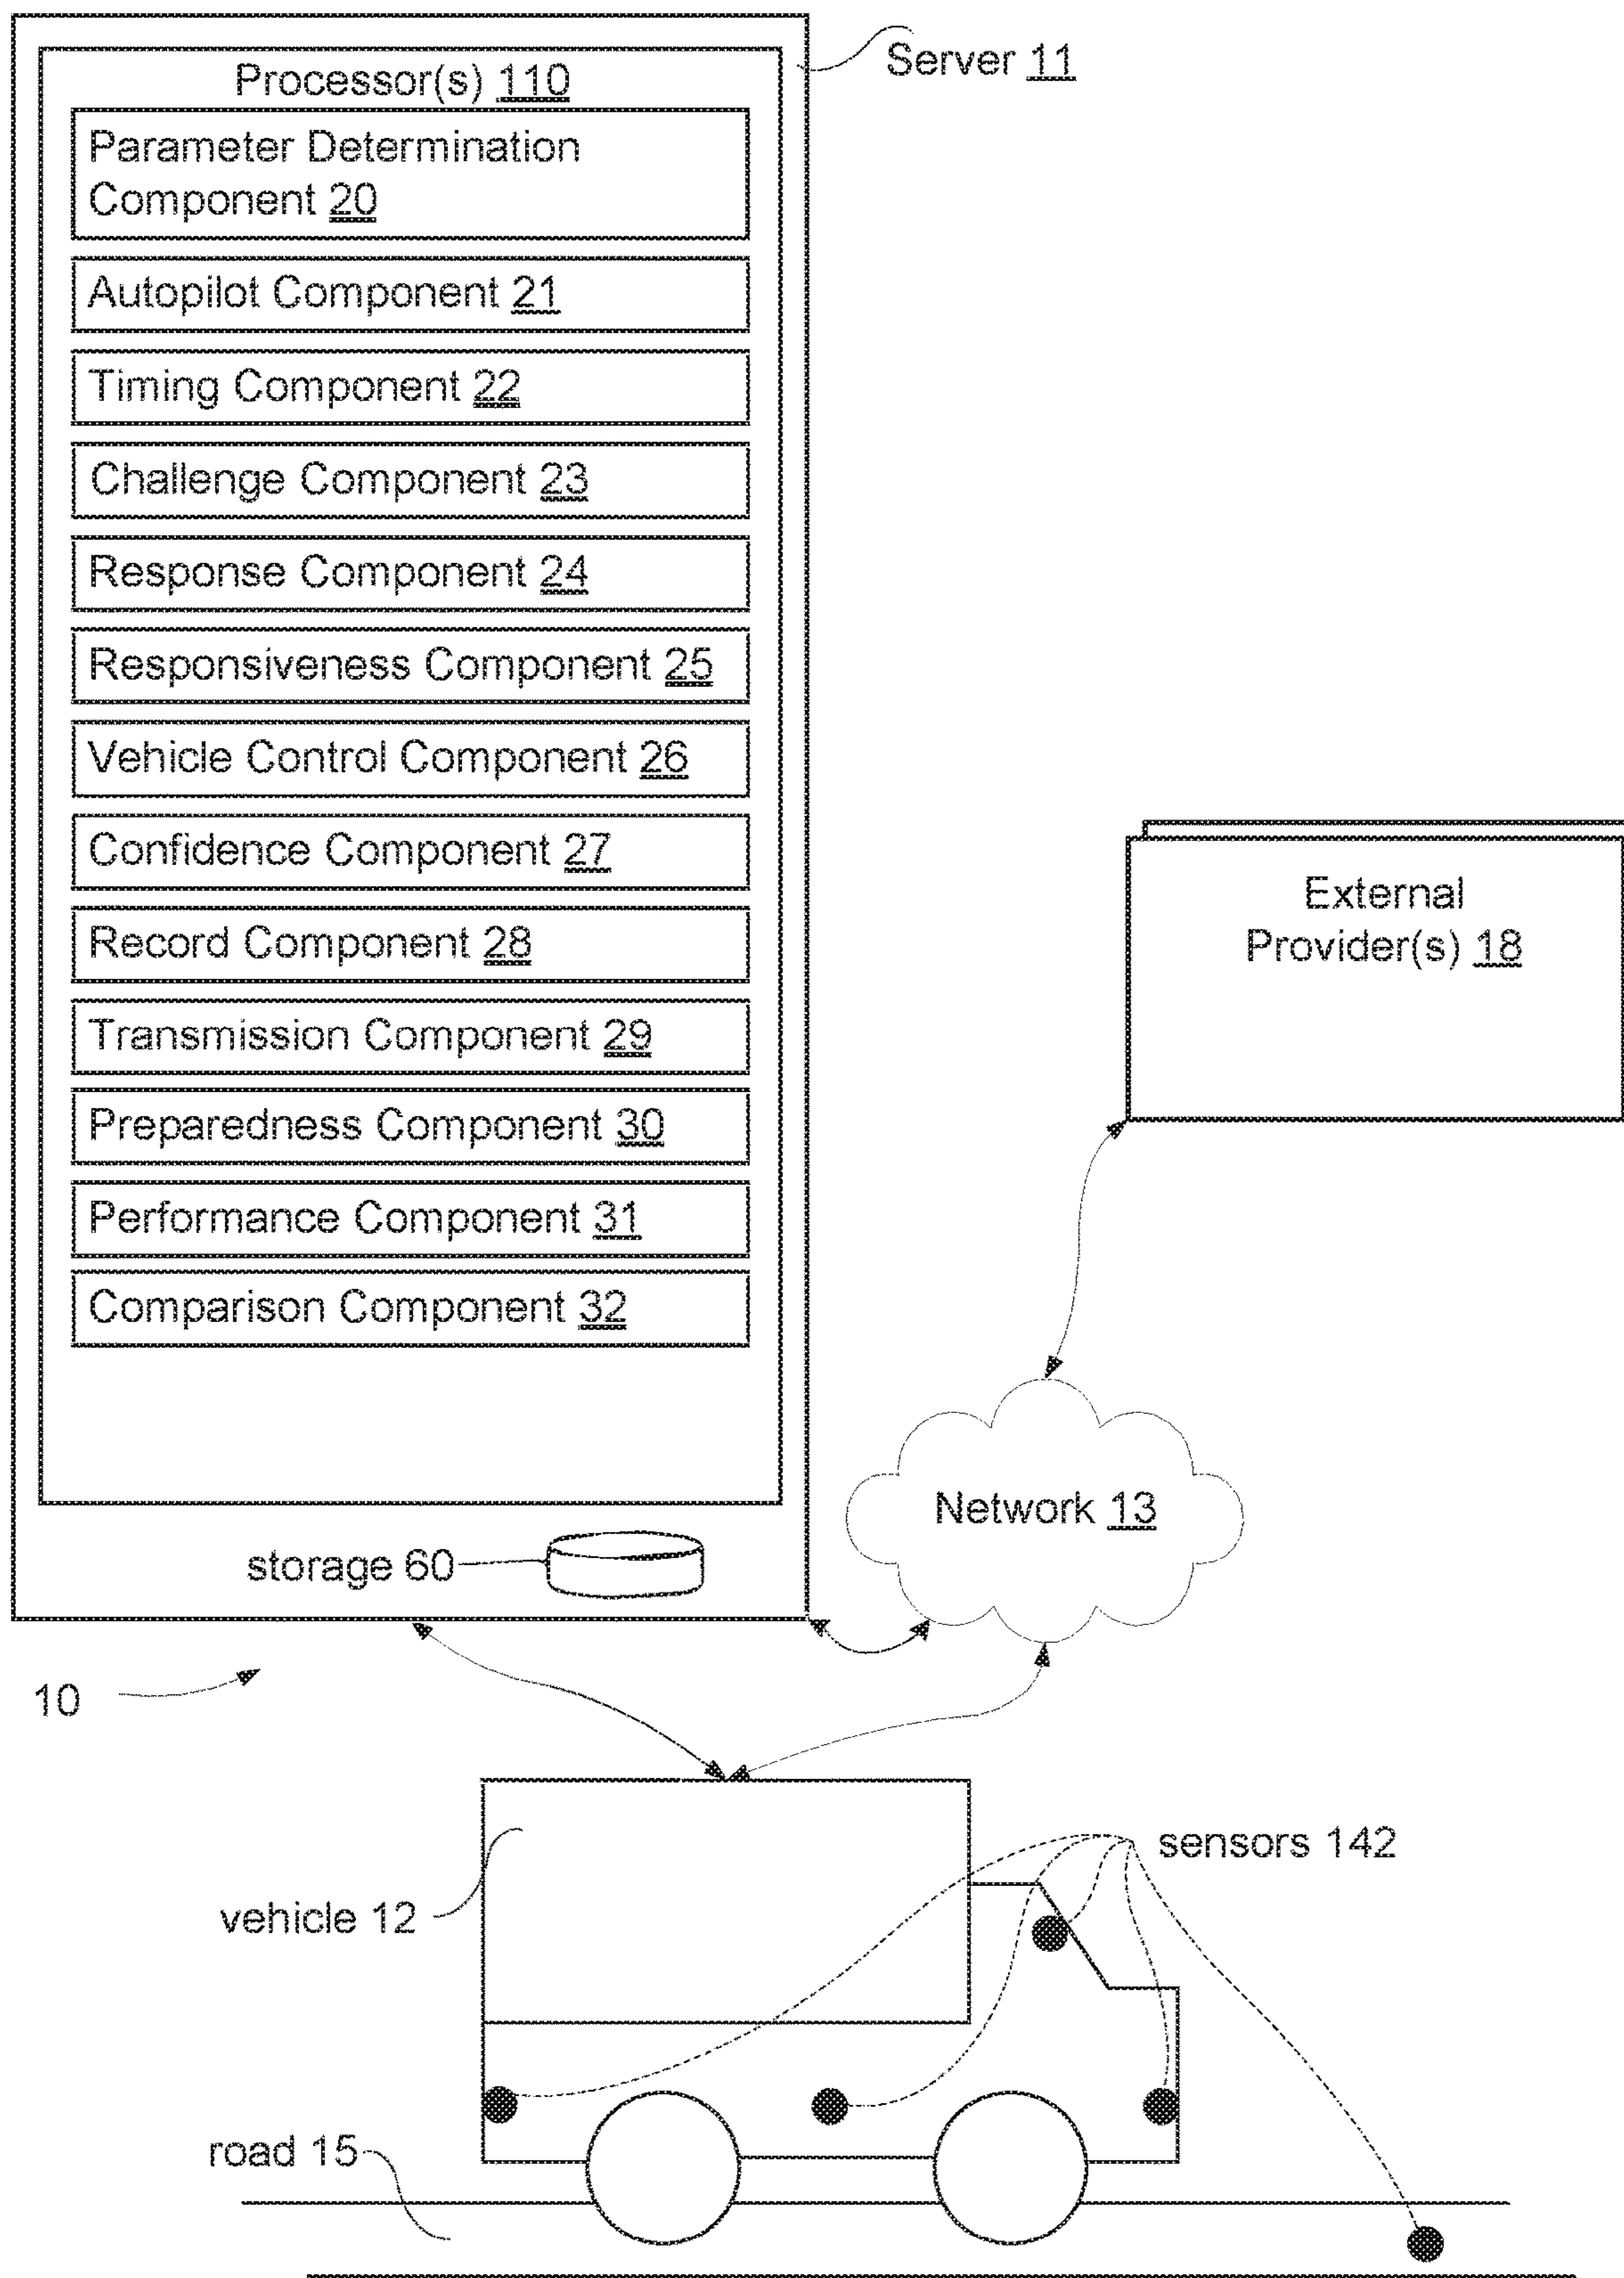 Server 11
Processor(s) 110
Parameter Determination
Component 20
Autopilot Component 21
Timing Component 22
Challenge Component 23
Response Component 24
Responsiveness Component 25
Vehicle Control Component 26
Confidence Component 27
Record Component 28
Transmission Component 29
Preparedness Component 30
Performance Component 31
Comparison Component 32
External
Provider(s) 18
Network 13
storage 60
10
sensors 142
vehicle 12
road 15